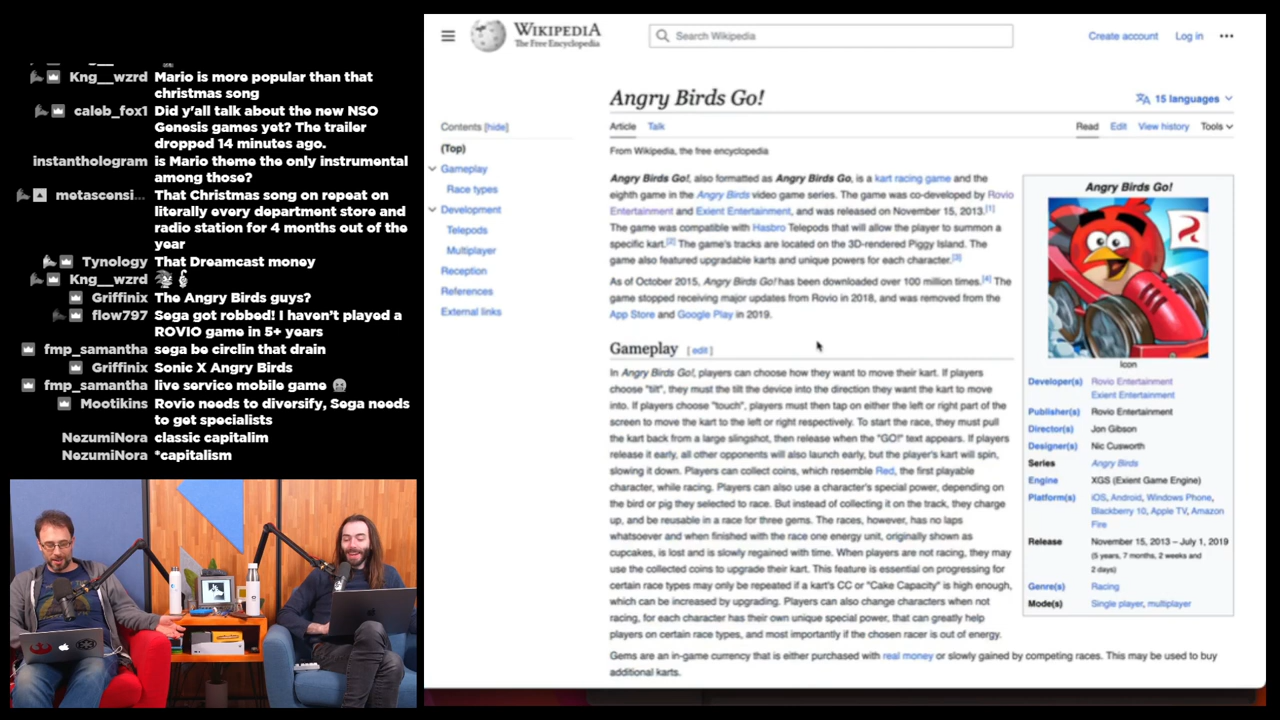 Kng__wzrd Mario is more popular than that
christmas song
caleb_fox1 Did y'all talk about the new NSO
Genesis games yet? The trailer
dropped 14 minutes ago.
instanthologram is Mario theme the only instrumental
among those?
metascensi... That Christmas song on repeat on
literally every department store and
radio station for 4 months out of the
year
Tynology That Dreamcast money
Kng__wzrd
Griffinix The Angry Birds guys?
flow797 Sega got robbed! I haven't played a
ROVIO game in 5+ years
fmp_samantha sega be circlin that drain
Griffinix Sonic X Angry Birds
fmp_samantha live service mobile game
Mootikins Rovio needs to diversify, Sega needs
to get specialists
NezumiNora classic capitalim
NezumiNora *capitalism
WIKIPEDIA
The Free Encyclopedia
Search Wikipedia
Create account Log in
Angry Birds Go!
15 languages
Article Talk
Read Edit View history Tools
From Wikipedia, the free encyclopedia
Contents [hide]
(Top)
Gameplay
Race types
Development
Telepods
Multiplayer
Reception
References
External links
Angry Birds Go!, also formatted as Angry Birds Go, is a kart racing game and the
eighth game in the Angry Birds video game series. The game was co-developed by Rovio
Entertainment and Exient Entertainment, and was released on November 15, 2013.[1]
The game was compatible with Hasbro Telepods that will allow the player to summon a
specific kart.[2] The game's tracks are located on the 3D-rendered Piggy Island. The
game also featured upgradable karts and unique powers for each character.[3]
As of October 2015, Angry Birds Go! has been downloaded over 100 million times.[4] The
game stopped receiving major updates from Rovio in 2018, and was removed from the
App Store and Google Play in 2019.
Gameplay [ edit ]
In Angry Birds Go!, players can choose how they want to move their kart. If players
choose "tilt", they must the tilt the device into the direction they want the kart to move
into. If players choose "touch", players must then tap on either the left or right part of the
screen to move the kart to the left or right respectively. To start the race, they must pull
the kart back from a large slingshot, then release when the "GO!" text appears. If players
release it early, all other opponents will also launch early, but the player's kart will spin,
slowing it down. Players can collect coins, which resemble Red, the first playable
character, while racing. Players can also use a character's special power, depending on
the bird or pig they selected to race. But instead of collecting it on the track, they charge
up, and be reusable in a race for three gems. The races, however, has no laps
whatsoever and when finished with the race one energy unit, originally shown as
cupcakes, is lost and is slowly regained with time. When players are not racing, they may
use the collected coins to upgrade their kart. This feature is essential on progressing for
certain race types may only be repeated if a kart's CC or "Cake Capacity" is high enough,
which can be increased by upgrading. Players can also change characters when not
racing, for each character has their own unique special power, that can greatly help
players on certain race types, and most importantly if the chosen racer is out of energy.
Gems are an in-game currency that is either purchased with real money or slowly gained by competing races. This may be used to buy
additional karts.
Angry Birds Go!
Icon
Developer(s) Rovio Entertainment
Exient Entertainment
Publisher(s) Rovio Entertainment
Director(s) Jon Gibson
Designer(s) Nic Cusworth
Series Angry Birds
Engine XGS (Exient Game Engine)
Platform(s) iOS, Android, Windows Phone,
Blackberry 10, Apple TV, Amazon
Fire
Release November 15, 2013 – July 1, 2019
(5 years, 7 months, 2 weeks and
2 days)
Genre(s) Racing
Mode(s) Single player, multiplayer